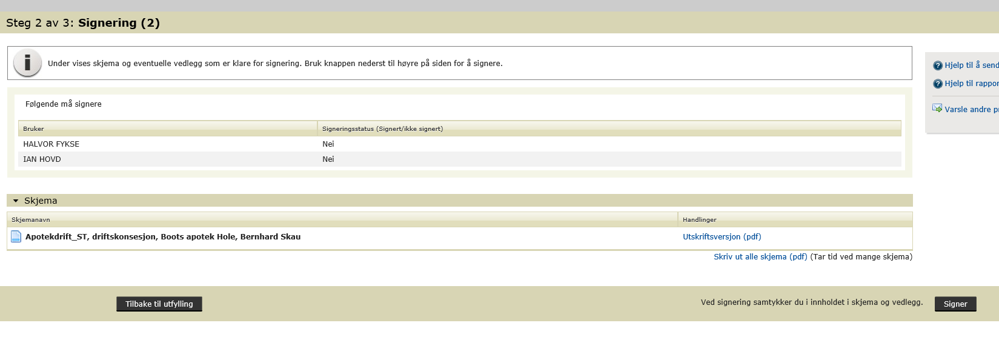 Steg 2 av 3: Signering (2)
i
Under vises skjema og eventuelle vedlegg som er klare for signering. Bruk knappen nederst til høyre på siden for å signere.
? Hjelp til å send
? Hjelp til rappor
Varsle andre p
Følgende må signere
Bruker Signeringsstatus (Signert/ikke signert)
HALVOR FYKSE Nei
IAN HOVD Nei
Skjema
Skjemanavn Handlinger
Apotekdrift_ST, driftskonsesjon, Boots apotek Hole, Bernhard Skau Utskriftsversjon (pdf)
Skriv ut alle skjema (pdf) (Tar tid ved mange skjema)
Tilbake til utfylling Ved signering samtykker du i innholdet i skjema og vedlegg. Signer